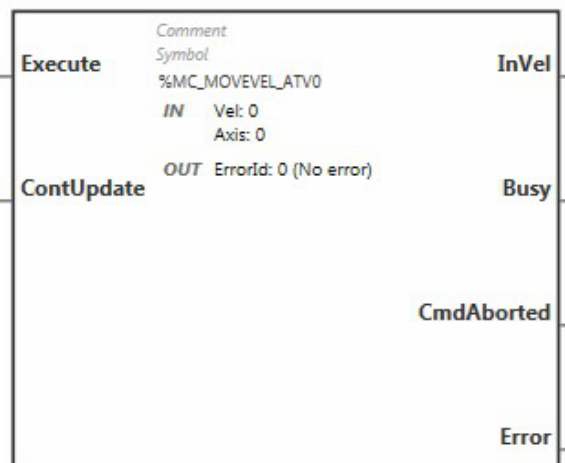 Comment
Execute
Symbol
InVel
%MC_MOVEVEL_ATV0
IN Vel: 0
Axis: 0
OUT ErrorId: 0 (No error)
ContUpdate
Busy
CmdAborted
Error